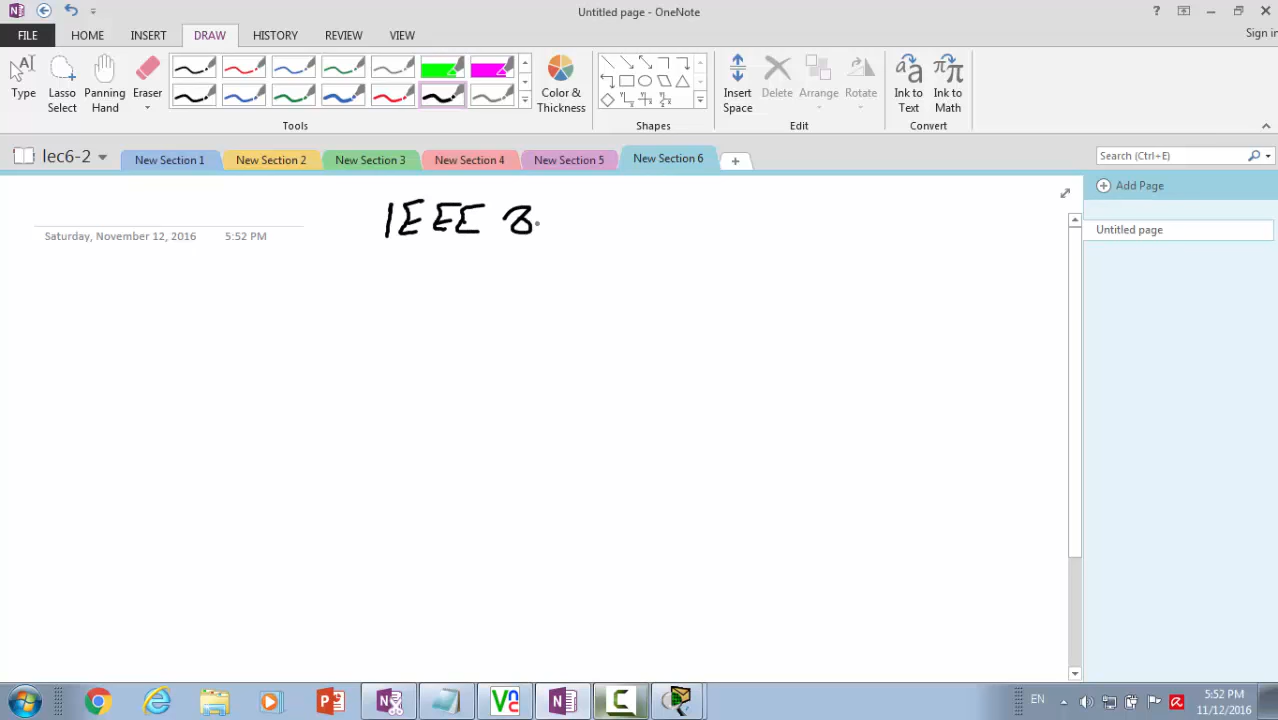 Untitled page - OneNote
FILE HOME INSERT DRAW HISTORY REVIEW VIEW Sign in
Type
Lasso Select
Panning Hand
Eraser
Color & Thickness
Insert Space
Delete
Arrange
Rotate
Ink to Text
Ink to Math
Tools Shapes Edit Convert
lec6-2 New Section 1 New Section 2 New Section 3 New Section 4 New Section 5 New Section 6 Search (Ctrl+E)
Add Page
IEEE 8
Saturday, November 12, 2016 5:52 PM
Untitled page
EN 5:52 PM
11/12/2016